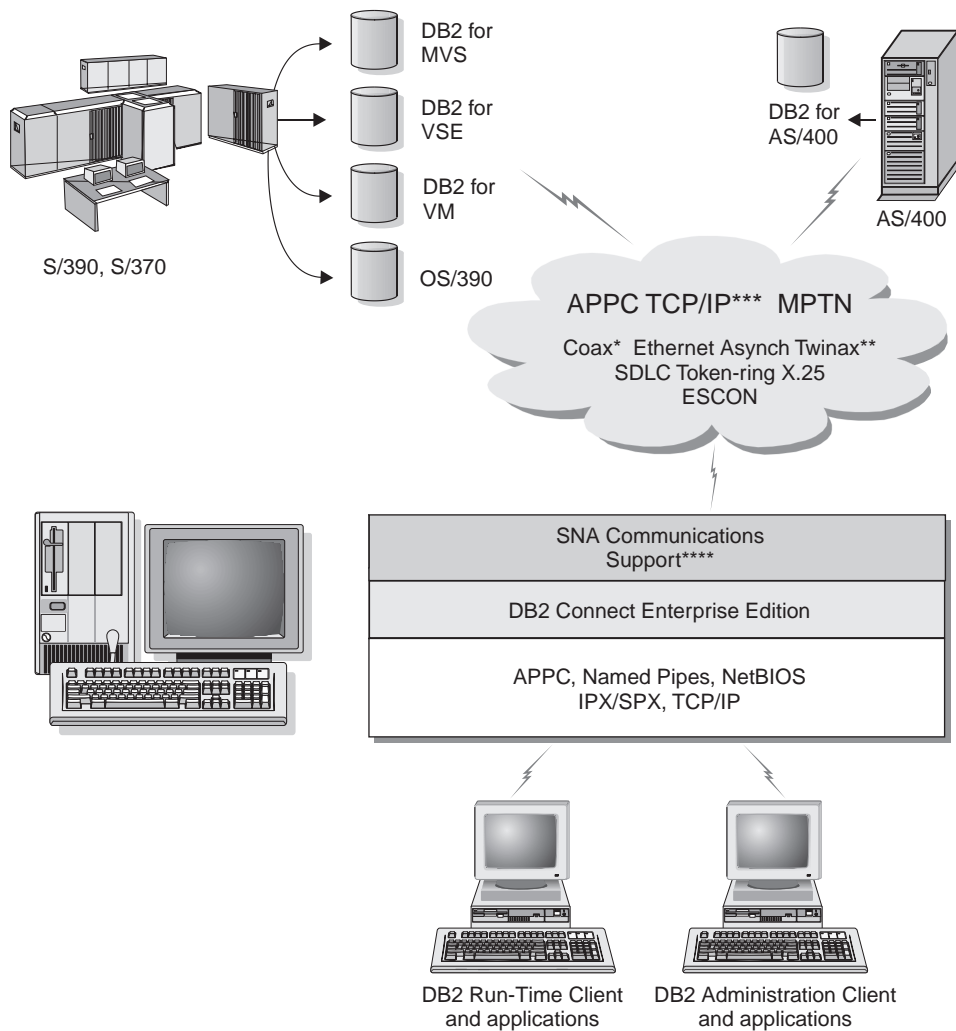 DB2 for
MVS
DB2 for
VSE
DB2 for
VM
OS/390
S/390, S/370
DB2 for
AS/400
AS/400
APPC TCP/IP*** MPTN
Coax* Ethernet Asynch Twinax**
SDLC Token-ring X.25
ESCON
SNA Communications
Support****
DB2 Connect Enterprise Edition
APPC, Named Pipes, NetBIOS
IPX/SPX, TCP/IP
DB2 Run-Time Client
and applications
DB2 Administration Client
and applications